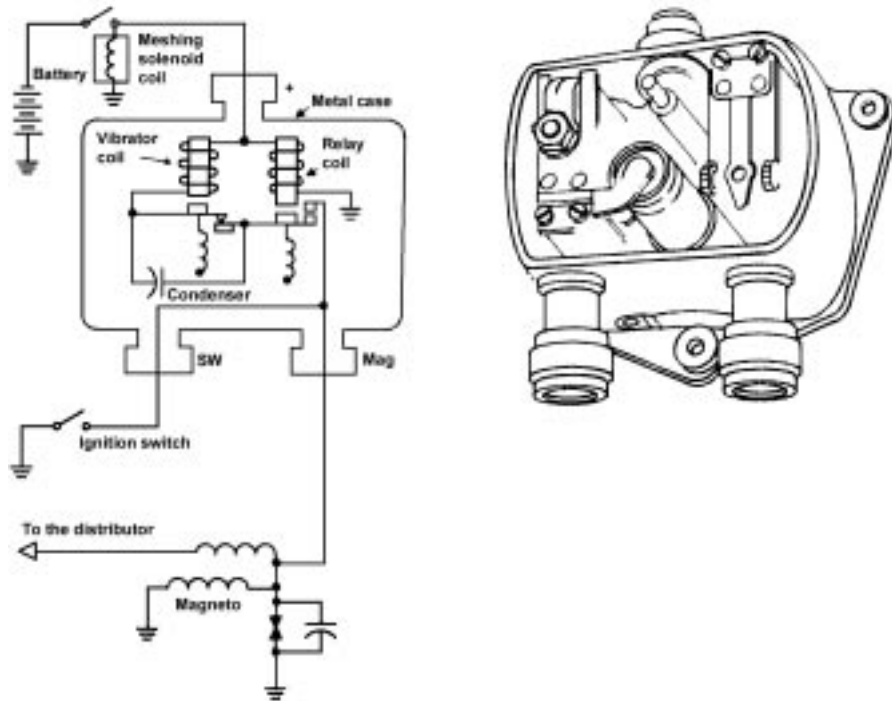 Meshing
solenoid
coil
Battery
+
Metal case
Vibrator
coil
Relay
coil
Condenser
SW
Mag
Ignition switch
To the distributor
Magneto